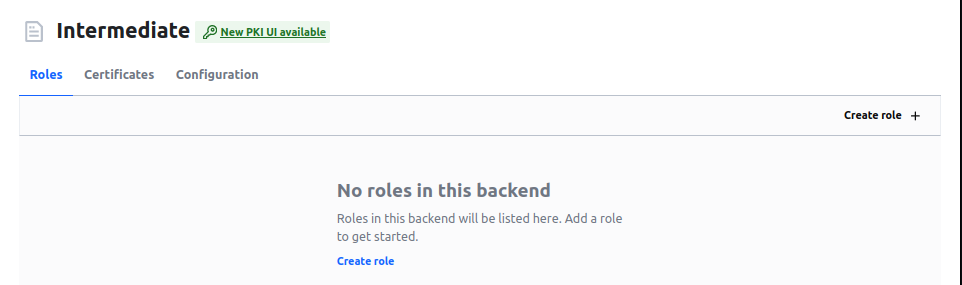 Intermediate New PKI UI available
Roles Certificates Configuration
Create role +
No roles in this backend
Roles in this backend will be listed here. Add a role
to get started.
Create role